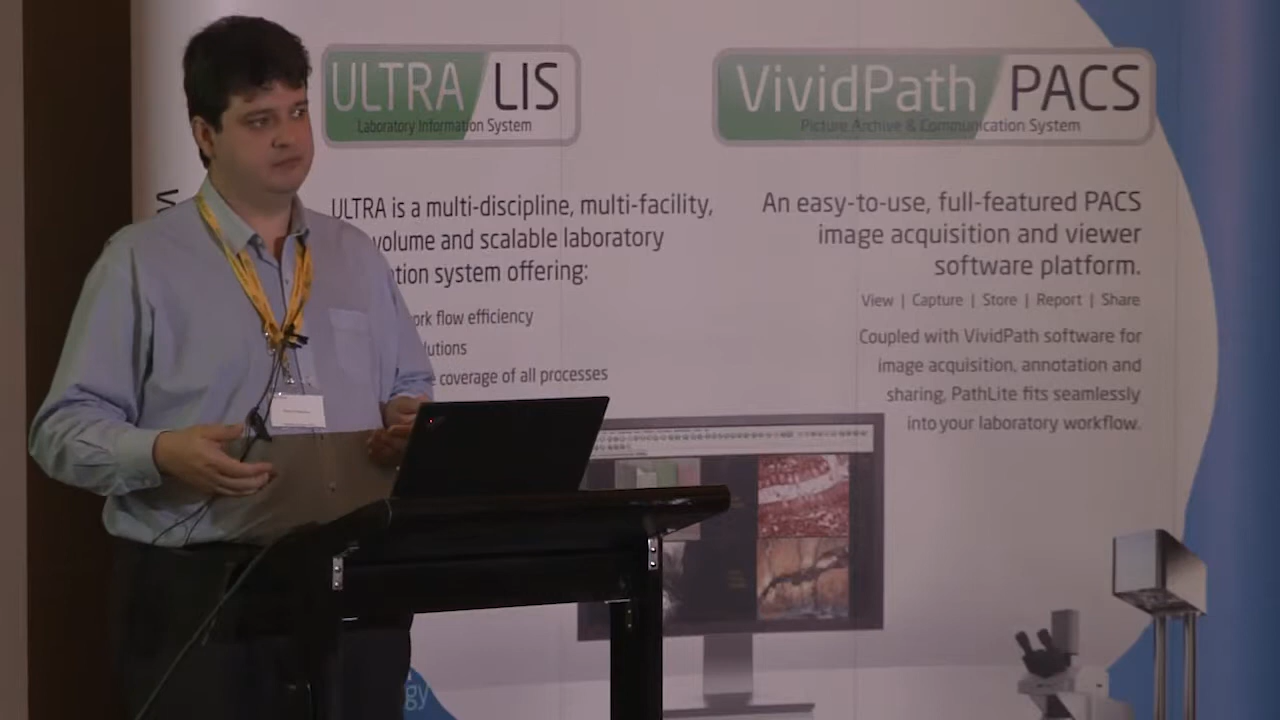 ULTRA LIS
Laboratory Information System
ULTRA is a multi-discipline, multi-facility,
volume and scalable laboratory
tion system offering:
ork flow efficiency
lutions
e coverage of all processes
VividPath PACS
Picture Archive & Communication System
An easy-to-use, full-featured PACS
image acquisition and viewer
software platform.
View | Capture | Store | Report | Share
Coupled with VividPath software for
image acquisition, annotation and
sharing, PathLite fits seamlessly
into your laboratory workflow.
gy